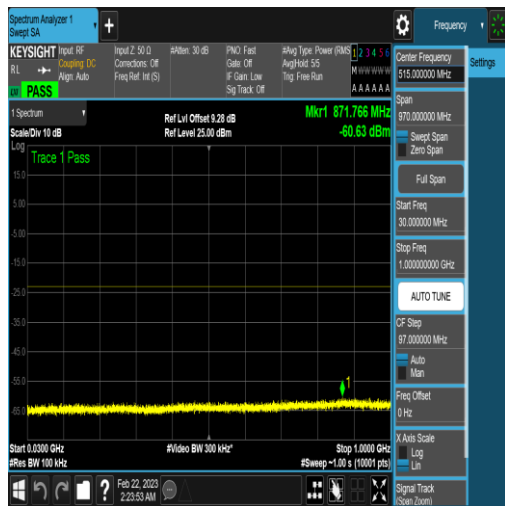 Spectrum Analyzer 1
Swept SA
+
Frequency
KEYSIGHT
Input: RF
Coupling: DC
Align: Auto
Input Z: 50 Ω
Corrections: Off
Freq Ref: Int (S)
#Atten: 30 dB
PNO: Fast
Gate: Off
IF Gain: Low
Sig Track: Off
#Avg Type: Power (RMS
Avg|Hold: 5/5
Trig: Free Run
1 2 3 4 5 6
M w w w w w
A A A A A A
R L
PASS
Center Frequency
515.000000 MHz
Settings
Span
970.000000 MHz
Swept Span
Zero Span
Full Span
Start Freq
30.000000 MHz
Stop Freq
1.000000000 GHz
AUTO TUNE
CF Step
97.000000 MHz
Auto
Man
Freq Offset
0 Hz
X Axis Scale
Log
Lin
Signal Track
(Span Zoom)
1 Spectrum
Scale/Div 10 dB
Ref Lvl Offset 9.28 dB
Ref Level 25.00 dBm
Mkr1 871.766 MHz
-60.63 dBm
Log
Trace 1 Pass
15.0
5.00
-5.00
-15.0
-25.0
-35.0
-45.0
-55.0
-65.0
1
Start 0.0300 GHz
#Res BW 100 kHz
#Video BW 300 kHz*
Stop 1.0000 GHz
#Sweep ~1.00 s (10001 pts)
?
Feb 22, 2023
2:23:53 AM